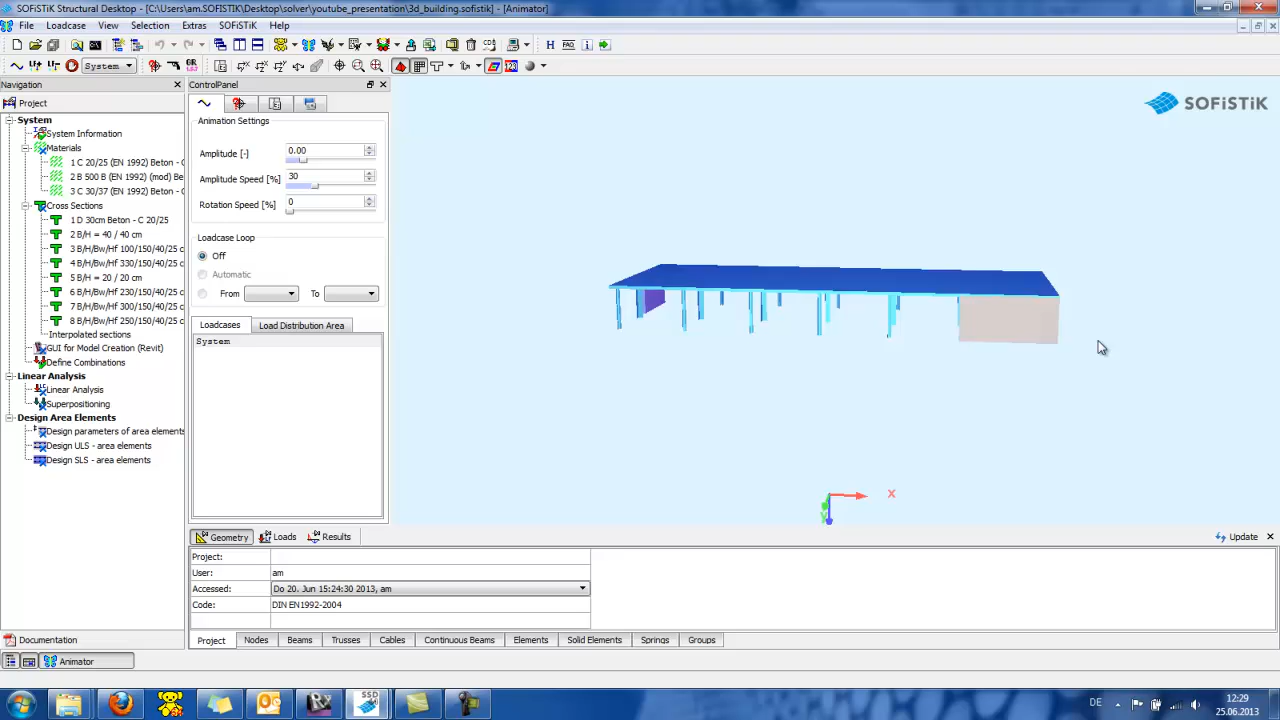 SOFiSTiK Structural Desktop - [C:\Users\am.SOFISTIK\Desktop\solver\youtube_presentation\3d_building.sofistik] - [Animator]
File Loadcase View Selection Extras SOFiSTiK Help
System
Navigation
ControlPanel
Project
System
System Information
Materials
1 C 20/25 (EN 1992) Beton - C
2 B 500 B (EN 1992) (mod) Be
3 C 30/37 (EN 1992) Beton - C
Cross Sections
1 D 30cm Beton - C 20/25
2 B/H = 40 / 40 cm
3 B/H/Bw/Hf 100/150/40/25 c
4 B/H/Bw/Hf 330/150/40/25 c
5 B/H = 20 / 20 cm
6 B/H/Bw/Hf 230/150/40/25 c
7 B/H/Bw/Hf 300/150/40/25 c
8 B/H/Bw/Hf 250/150/40/25 c
Interpolated sections
GUI for Model Creation (Revit)
Define Combinations
Linear Analysis
Linear Analysis
Superpositioning
Design Area Elements
Design parameters of area elements
Design ULS - area elements
Design SLS - area elements
Documentation
Animation Settings
Amplitude [-] 0.00
Amplitude Speed [%] 30
Rotation Speed [%] 0
Loadcase Loop
Off
Automatic
From To
Loadcases Load Distribution Area
System
SOFiSTiK
X
Y
Geometry Loads Results Update
Project:
User: am
Accessed: Do 20. Jun 15:24:30 2013, am
Code: DIN EN1992-2004
Project Nodes Beams Trusses Cables Continuous Beams Elements Solid Elements Springs Groups
Animator
SSD
DE
12:29
25.06.2013